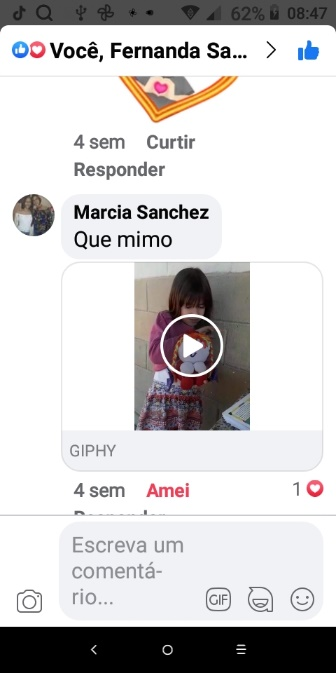 62% 08:47
Você, Fernanda Sa...
4 sem Curtir
Responder
Marcia Sanchez
Que mimo
GIPHY
4 sem Amei 1
Responder
Escreva um
comentá-
rio...
GIF